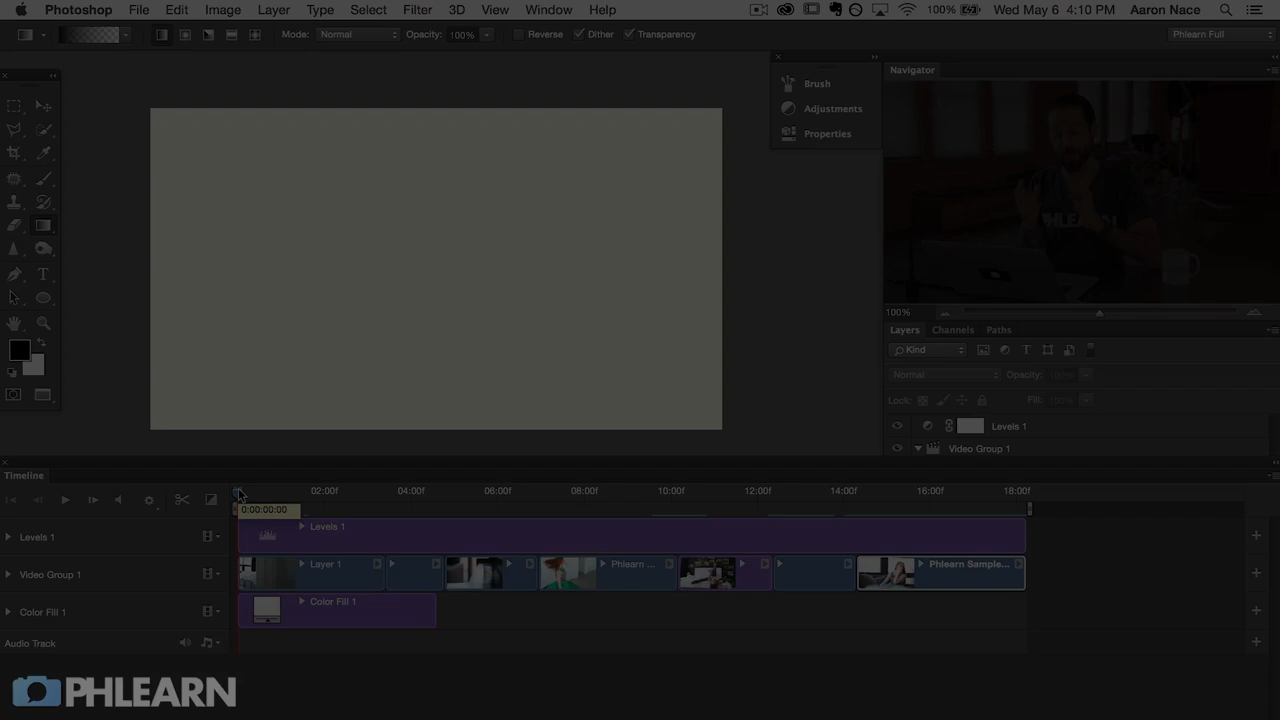 Photoshop File Edit Image Layer Type Select Filter 3D View Window Help 100% Wed May 6 4:10 PM Aaron Nace
Mode: Normal Opacity: 100% Reverse Dither Transparency Phlearn Full
Brush
Adjustments
Properties
Navigator
PHLEARN
100%
Layers Channels Paths
Kind
Normal Opacity: 100%
Lock: Fill: 100%
Levels 1
Video Group 1
Timeline
02:00f 04:00f 06:00f 08:00f 10:00f 12:00f 14:00f 16:00f 18:00f
0:00:00:00
Levels 1 Levels 1
Video Group 1 Layer 1 Phlearn ... Phlearn Sample...
Color Fill 1 Color Fill 1
Audio Track
PHLEARN